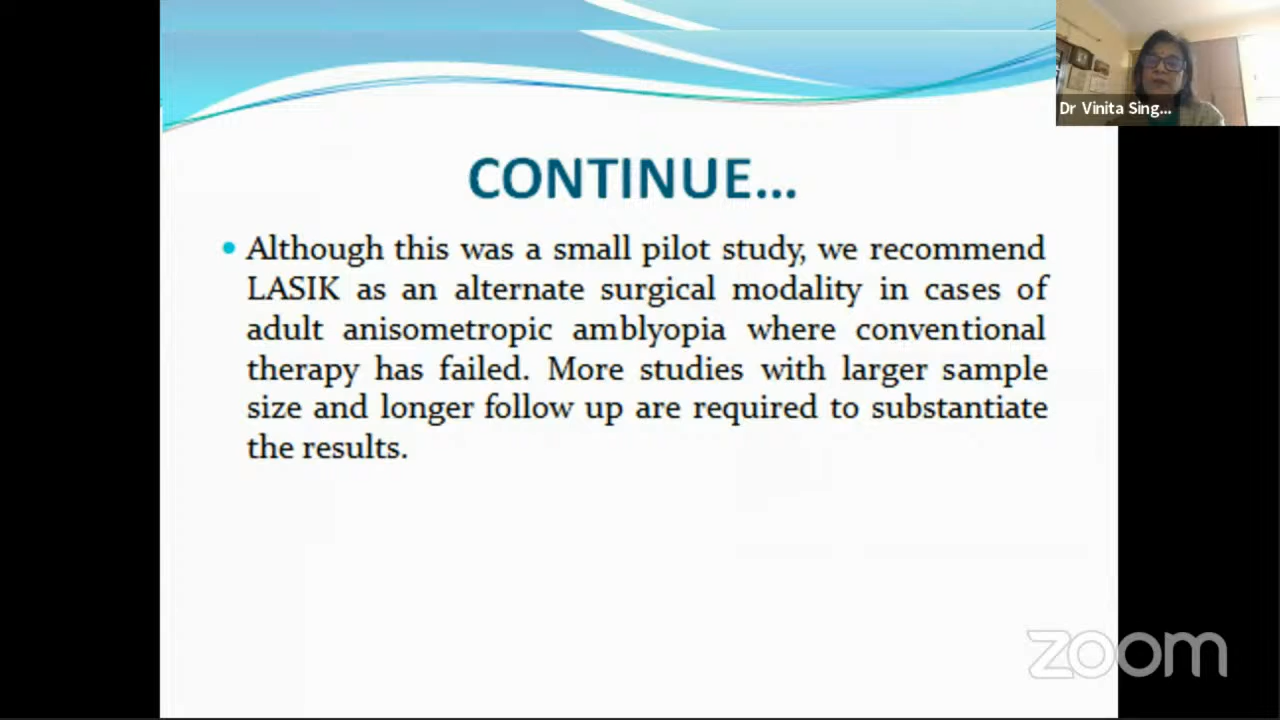 Dr Vinita Sing...
CONTINUE...
• Although this was a small pilot study, we recommend
LASIK as an alternate surgical modality in cases of
adult anisometropic amblyopia where conventional
therapy has failed. More studies with larger sample
size and longer follow up are required to substantiate
the results.
zoom